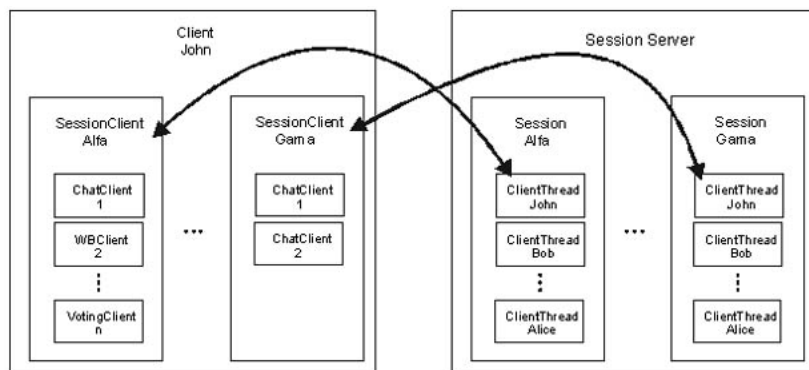 Client
John
Session Server
SessionClient
Alfa
ChatClient
1
WBClient
2
VotingClient
n
...
SessionClient
Gama
ChatClient
1
ChatClient
2
Session
Alfa
ClientThread
John
ClientThread
Bob
ClientThread
Alice
...
Session
Gama
ClientThread
John
ClientThread
Bob
ClientThread
Alice